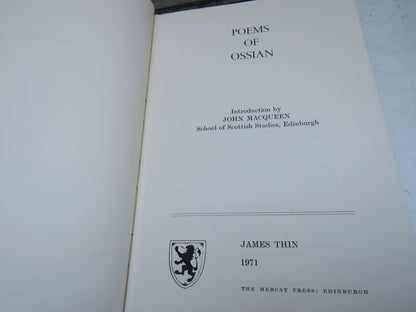 POEMS
OF
OSSIAN
Introduction by
JOHN MACQUEEN
School of Scottish Studies, Edinburgh
JAMES THIN
1971
THE MERCAT PRESS: EDINBURGH